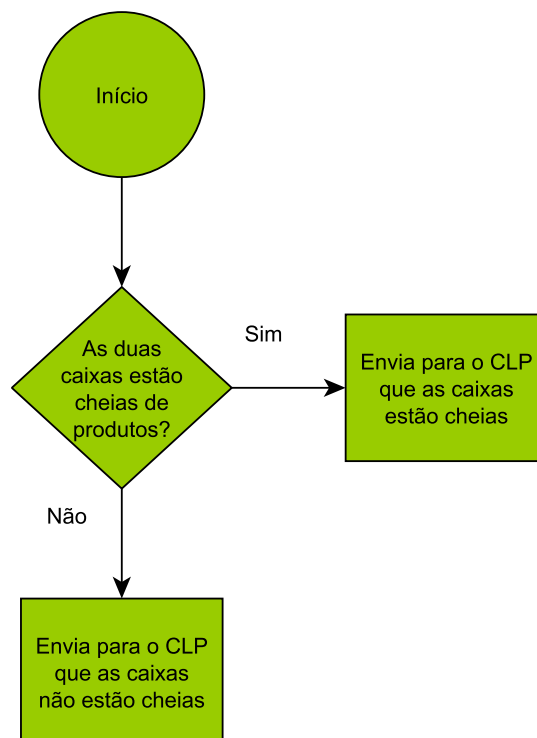 Início
As duas
caixas estão
cheias de
produtos?
Sim
Envia para o CLP
que as caixas
estão cheias
Não
Envia para o CLP
que as caixas
não estão cheias